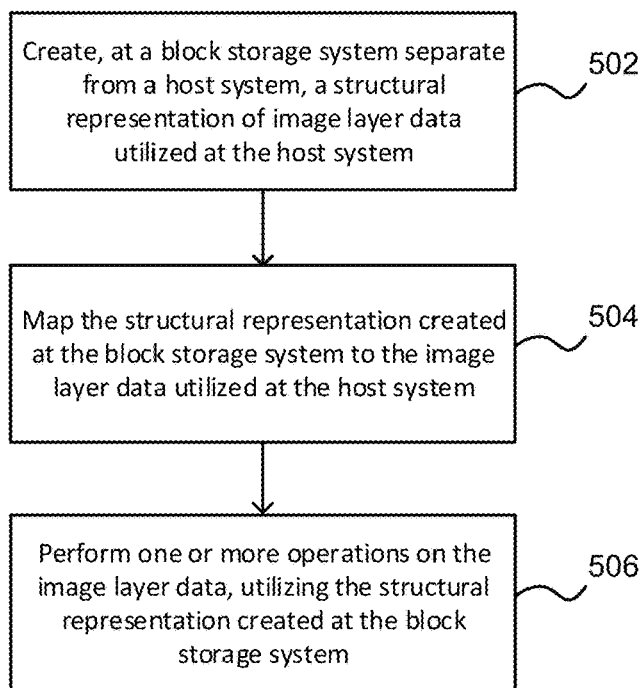 Create, at a block storage system separate
from a host system, a structural
representation of image layer data
utilized at the host system
502
Map the structural representation created
at the block storage system to the image
layer data utilized at the host system
504
Perform one or more operations on the
image layer data, utilizing the structural
representation created at the block
storage system
506